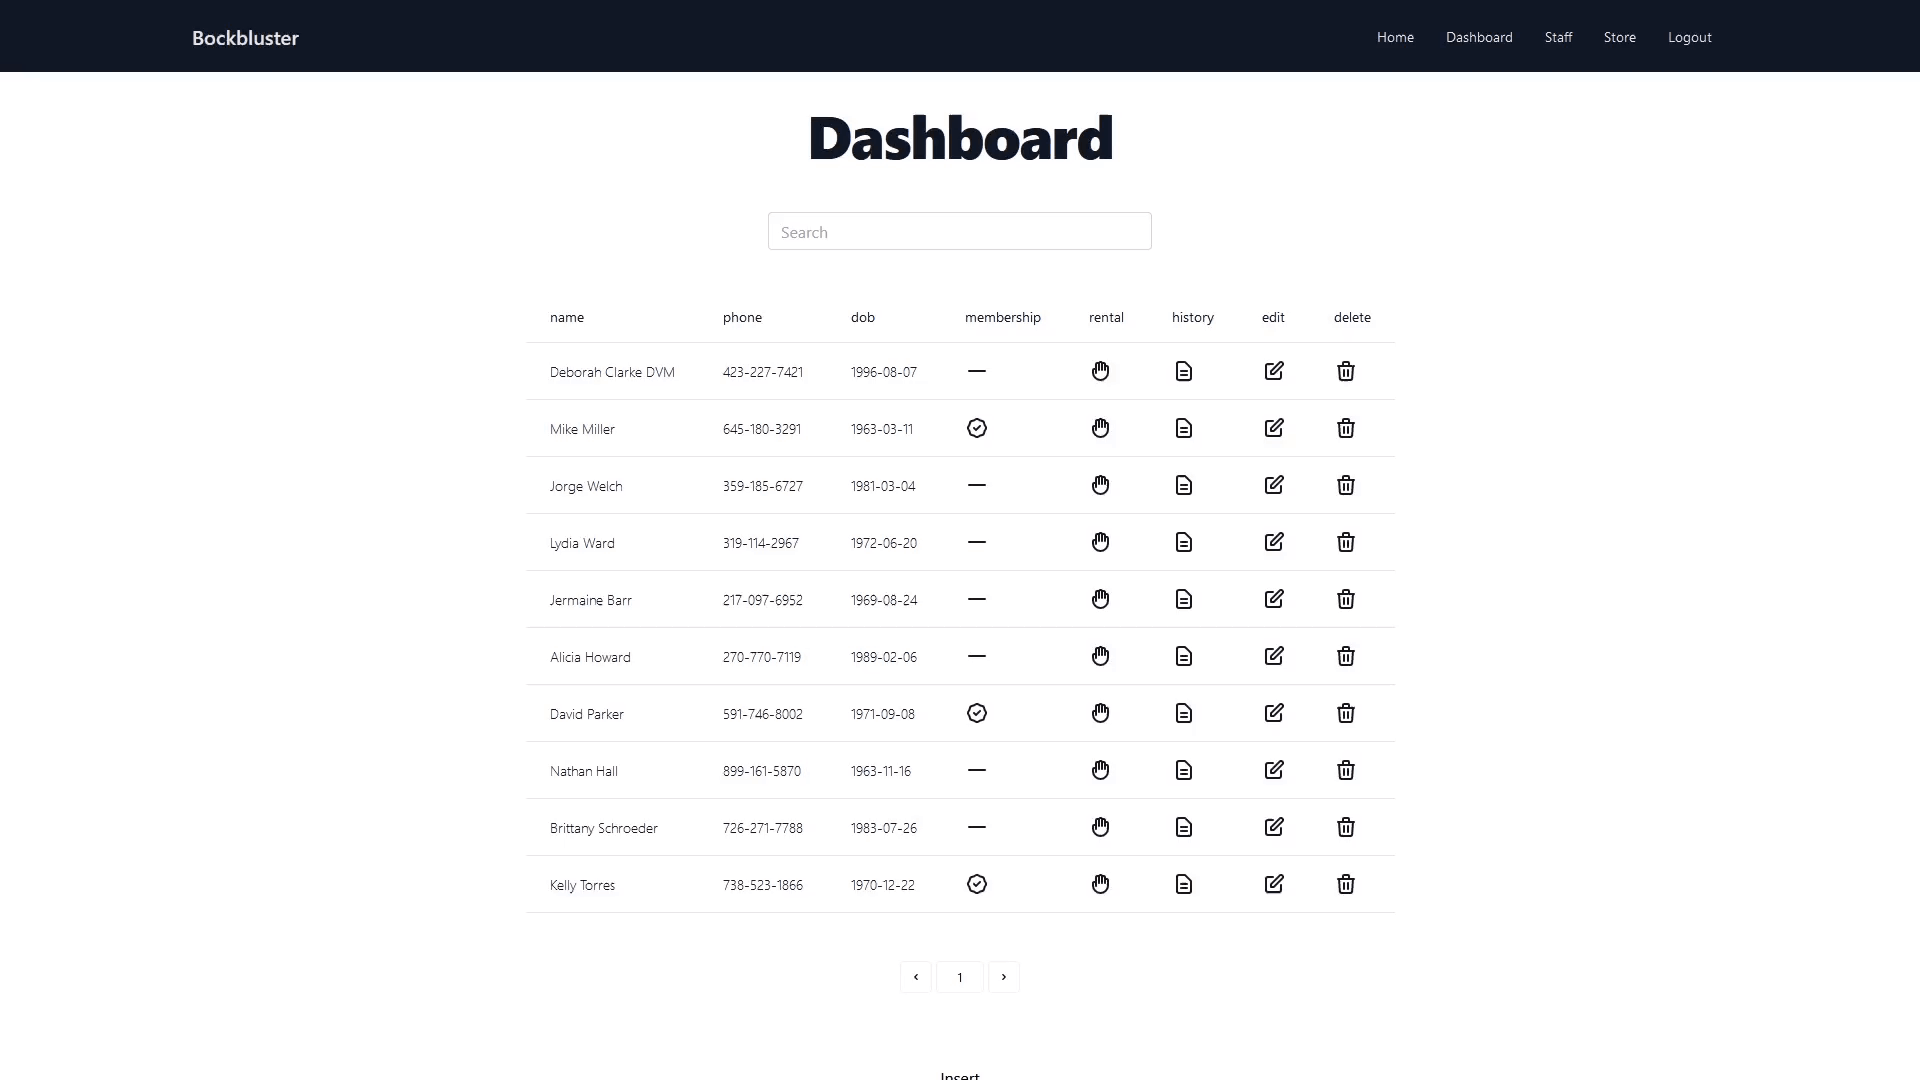 Bockbluster Home Dashboard Staff Store Logout
Dashboard
Search
name phone dob membership rental history edit delete
Deborah Clarke DVM 423-227-7421 1996-08-07
Mike Miller 645-180-3291 1963-03-11
Jorge Welch 359-185-6727 1981-03-04
Lydia Ward 319-114-2967 1972-06-20
Jermaine Barr 217-097-6952 1969-08-24
Alicia Howard 270-770-7119 1989-02-06
David Parker 591-746-8002 1971-09-08
Nathan Hall 899-161-5870 1963-11-16
Brittany Schroeder 726-271-7788 1983-07-26
Kelly Torres 738-523-1866 1970-12-22
‹ 1 ›
Insert